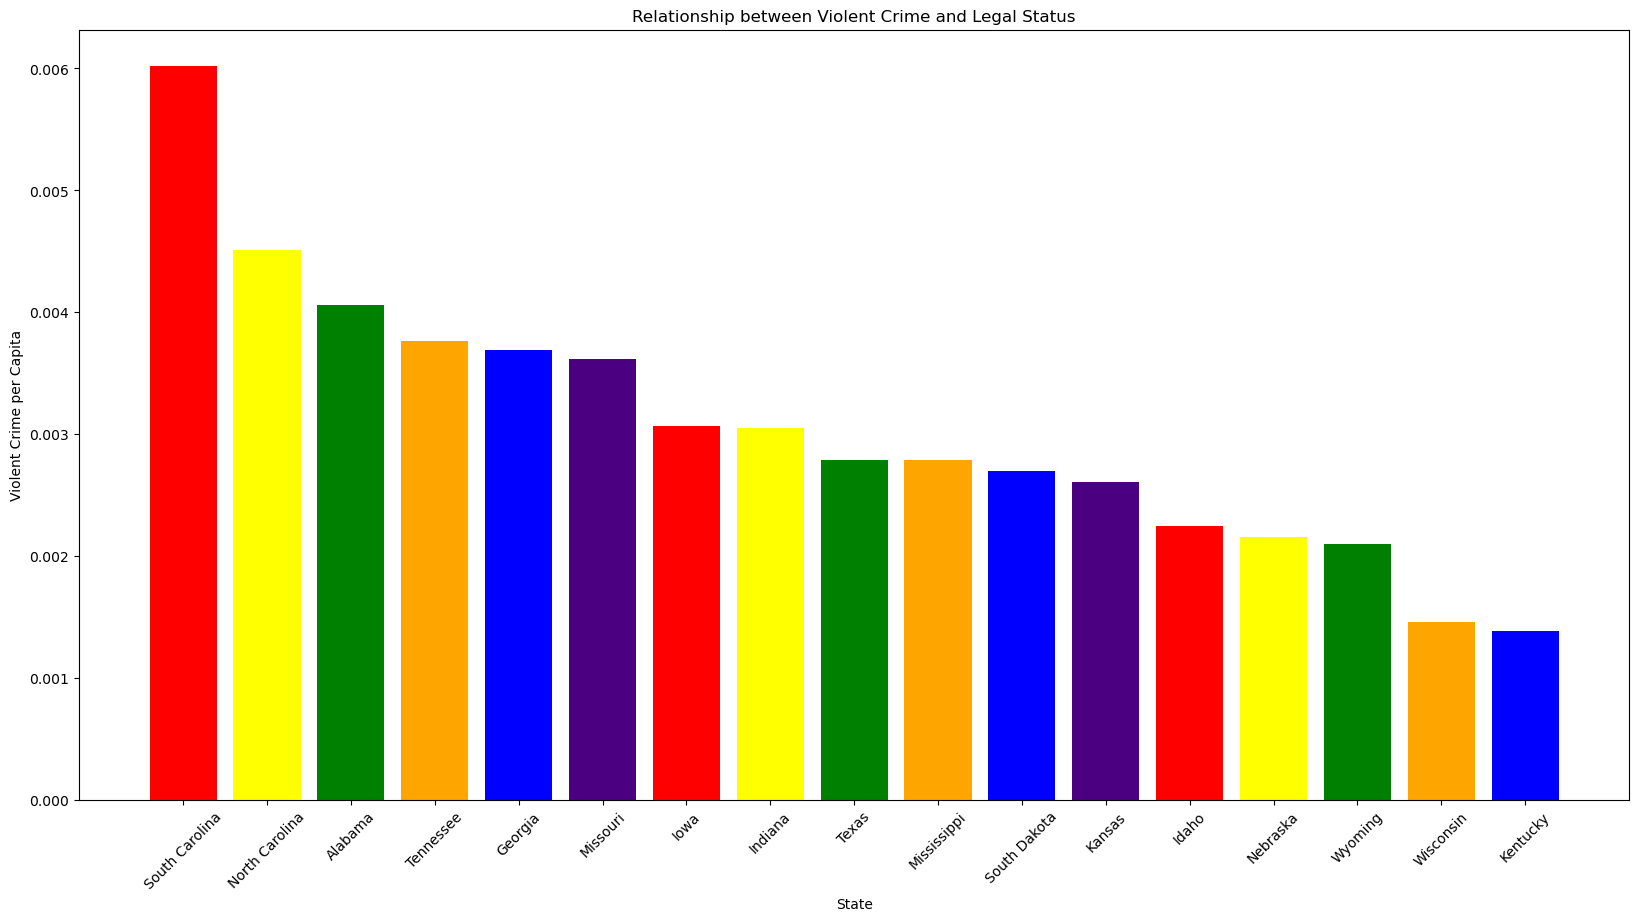 Relationship between Violent Crime and Legal Status
Violent Crime per Capita
0.006
0.005
0.004
0.003
0.002
0.001
0.000
South Carolina
North Carolina
Alabama
Tennessee
Georgia
Missouri
Iowa
Indiana
Texas
Mississippi
South Dakota
Kansas
Idaho
Nebraska
Wyoming
Wisconsin
Kentucky
State